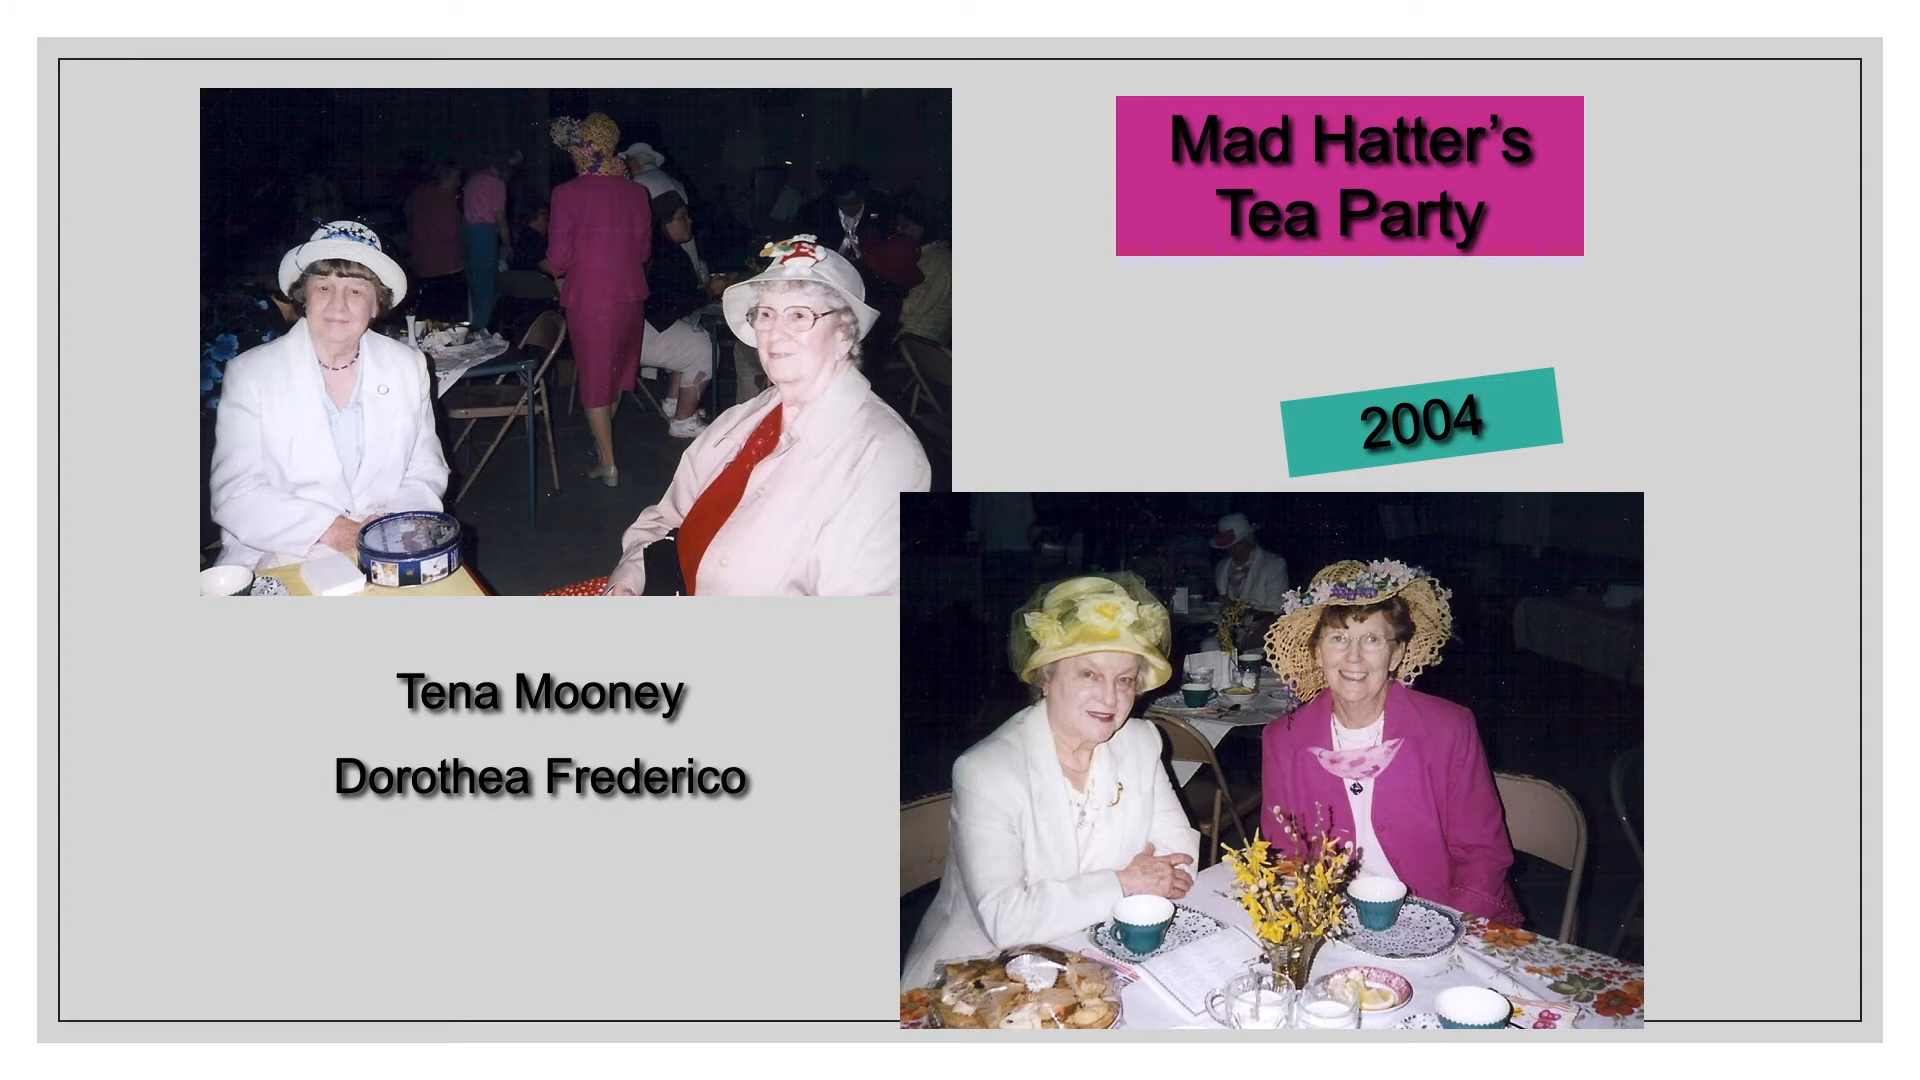 Mad Hatter’s
Tea Party
2004
Tena Mooney
Dorothea Frederico